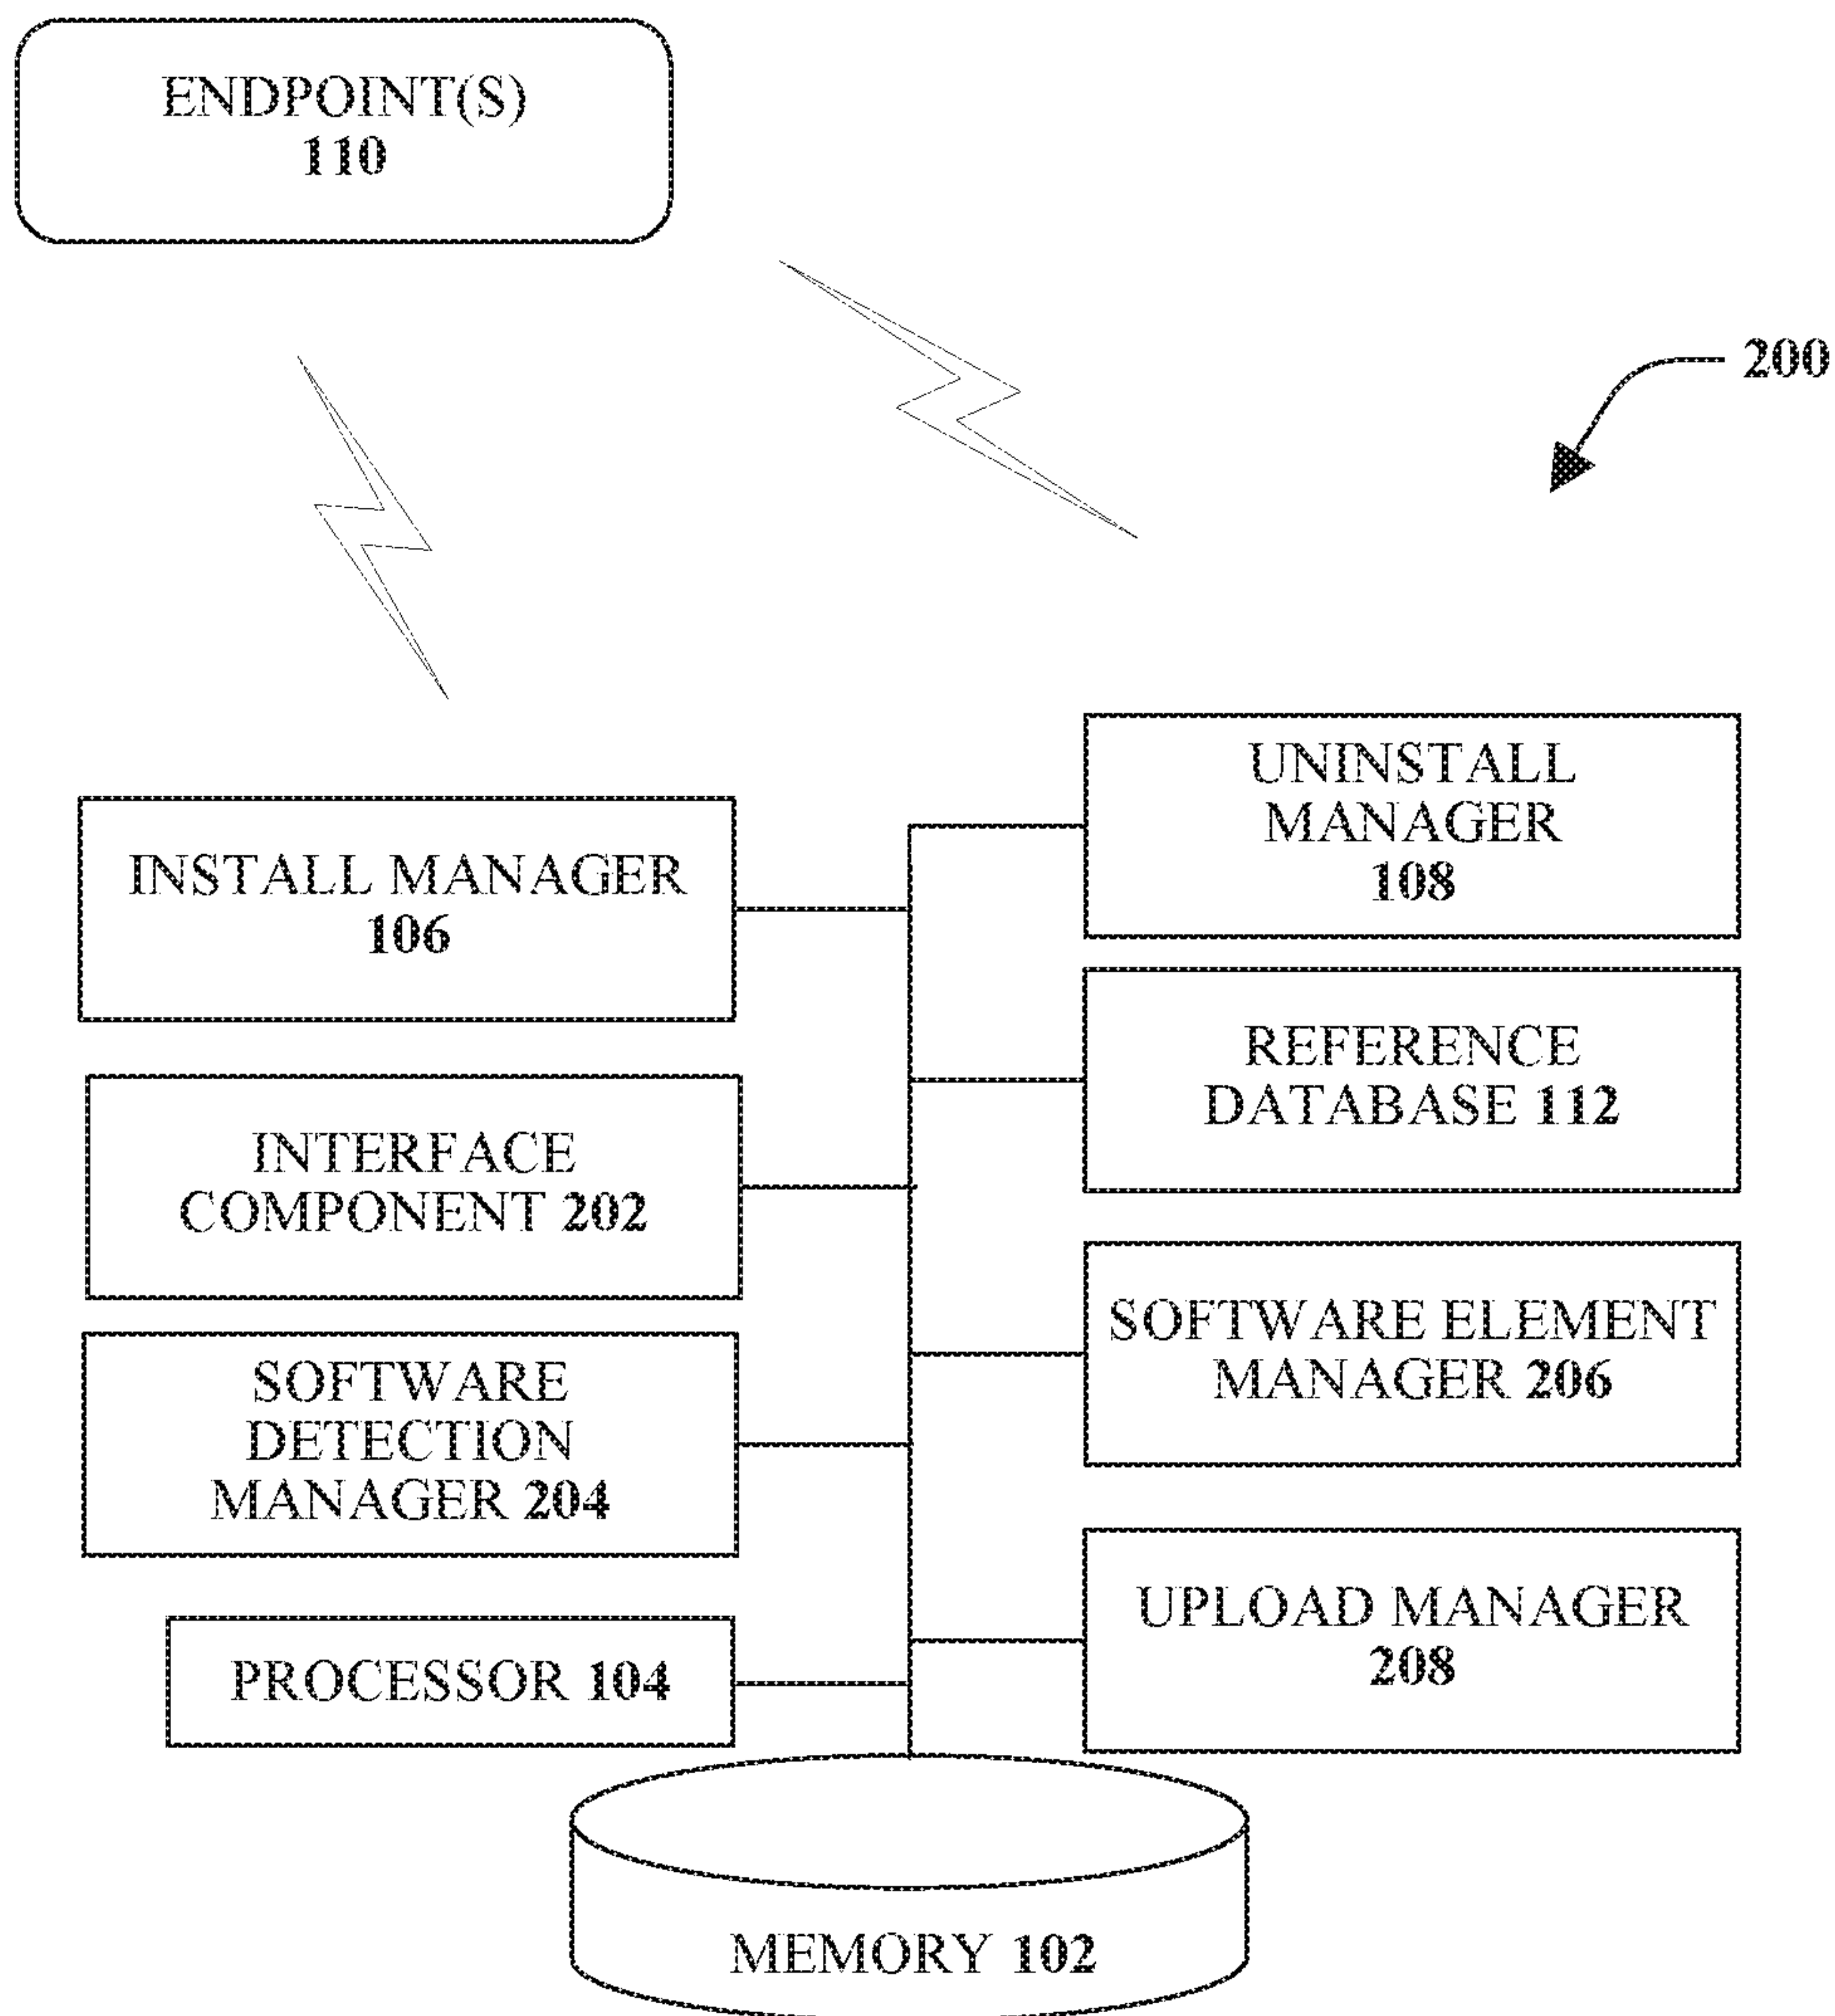 ENDPOINT(S)
110
200
INSTALL MANAGER
106
UNINSTALL
MANAGER
108
INTERFACE
COMPONENT 202
REFERENCE
DATABASE 112
SOFTWARE
DETECTION
MANAGER 204
SOFTWARE ELEMENT
MANAGER 206
PROCESSOR 104
UPLOAD MANAGER
208
MEMORY 102